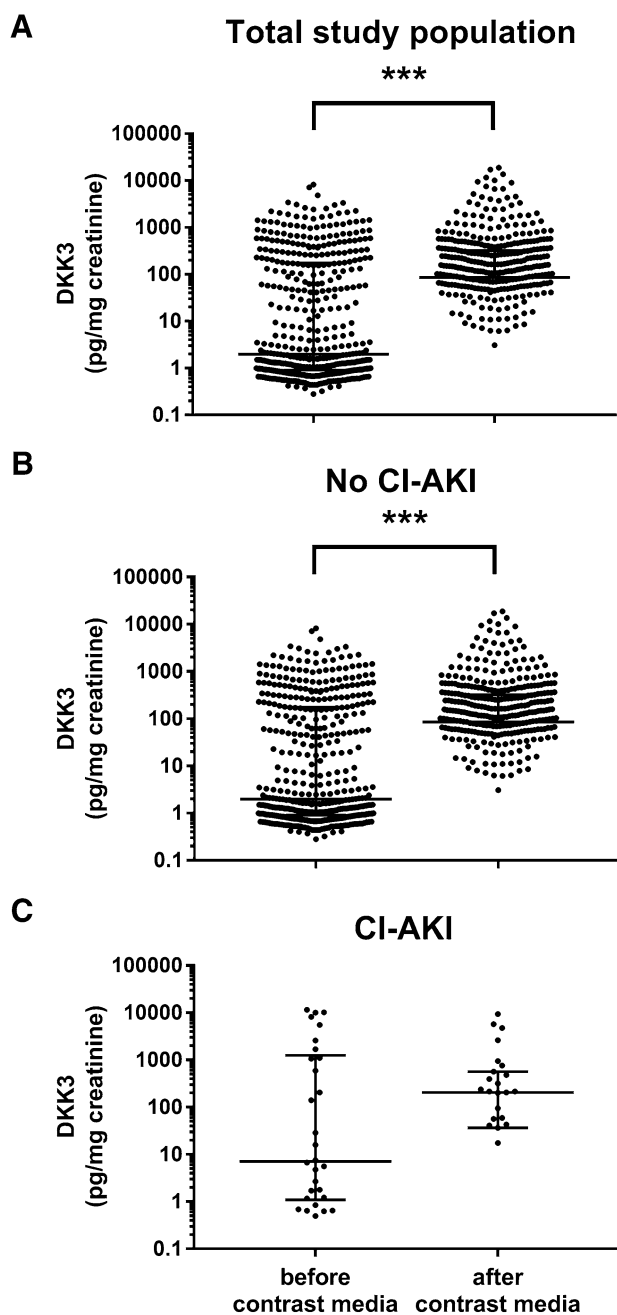 A
Total study population
***
100000
10000
1000
100
10
1
0.1
DKK3
(pg/mg creatinine)
B
No CI-AKI
***
100000
10000
1000
100
10
1
0.1
DKK3
(pg/mg creatinine)
C
CI-AKI
100000
10000
1000
100
10
1
0.1
DKK3
(pg/mg creatinine)
before
contrast media
after
contrast media